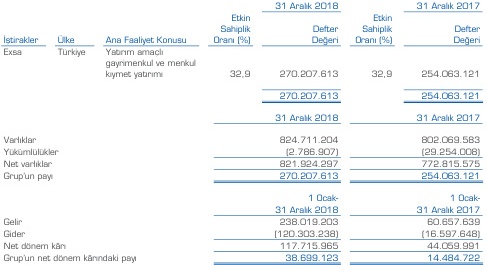 31 Aralık 2018 31 Aralık 2017
Etkin Etkin
Sahiplik Defter Sahiplik Defter
İştirakler Ülke Ana Faaliyet Konusu Oranı (%) Değeri Oranı (%) Değeri
Exsa Türkiye Yatırım amaçlı
gayrimenkul ve menkul
kıymet yatırımı 32,9 270.207.613 32,9 254.063.121
270.207.613 254.063.121
31 Aralık 2018 31 Aralık 2017
Varlıklar 824.711.204 802.069.583
Yükümlülükler (2.786.907) (29.254.008)
Net varlıklar 821.924.297 772.815.575
Grup'un payı 270.207.613 254.063.121
1 Ocak- 1 Ocak-
31 Aralık 2018 31 Aralık 2017
Gelir 238.019.203 60.657.639
Gider (120.303.238) (16.597.648)
Net dönem kârı 117.715.965 44.059.991
Grup'un net dönem kârındaki payı 38.699.123 14.484.722